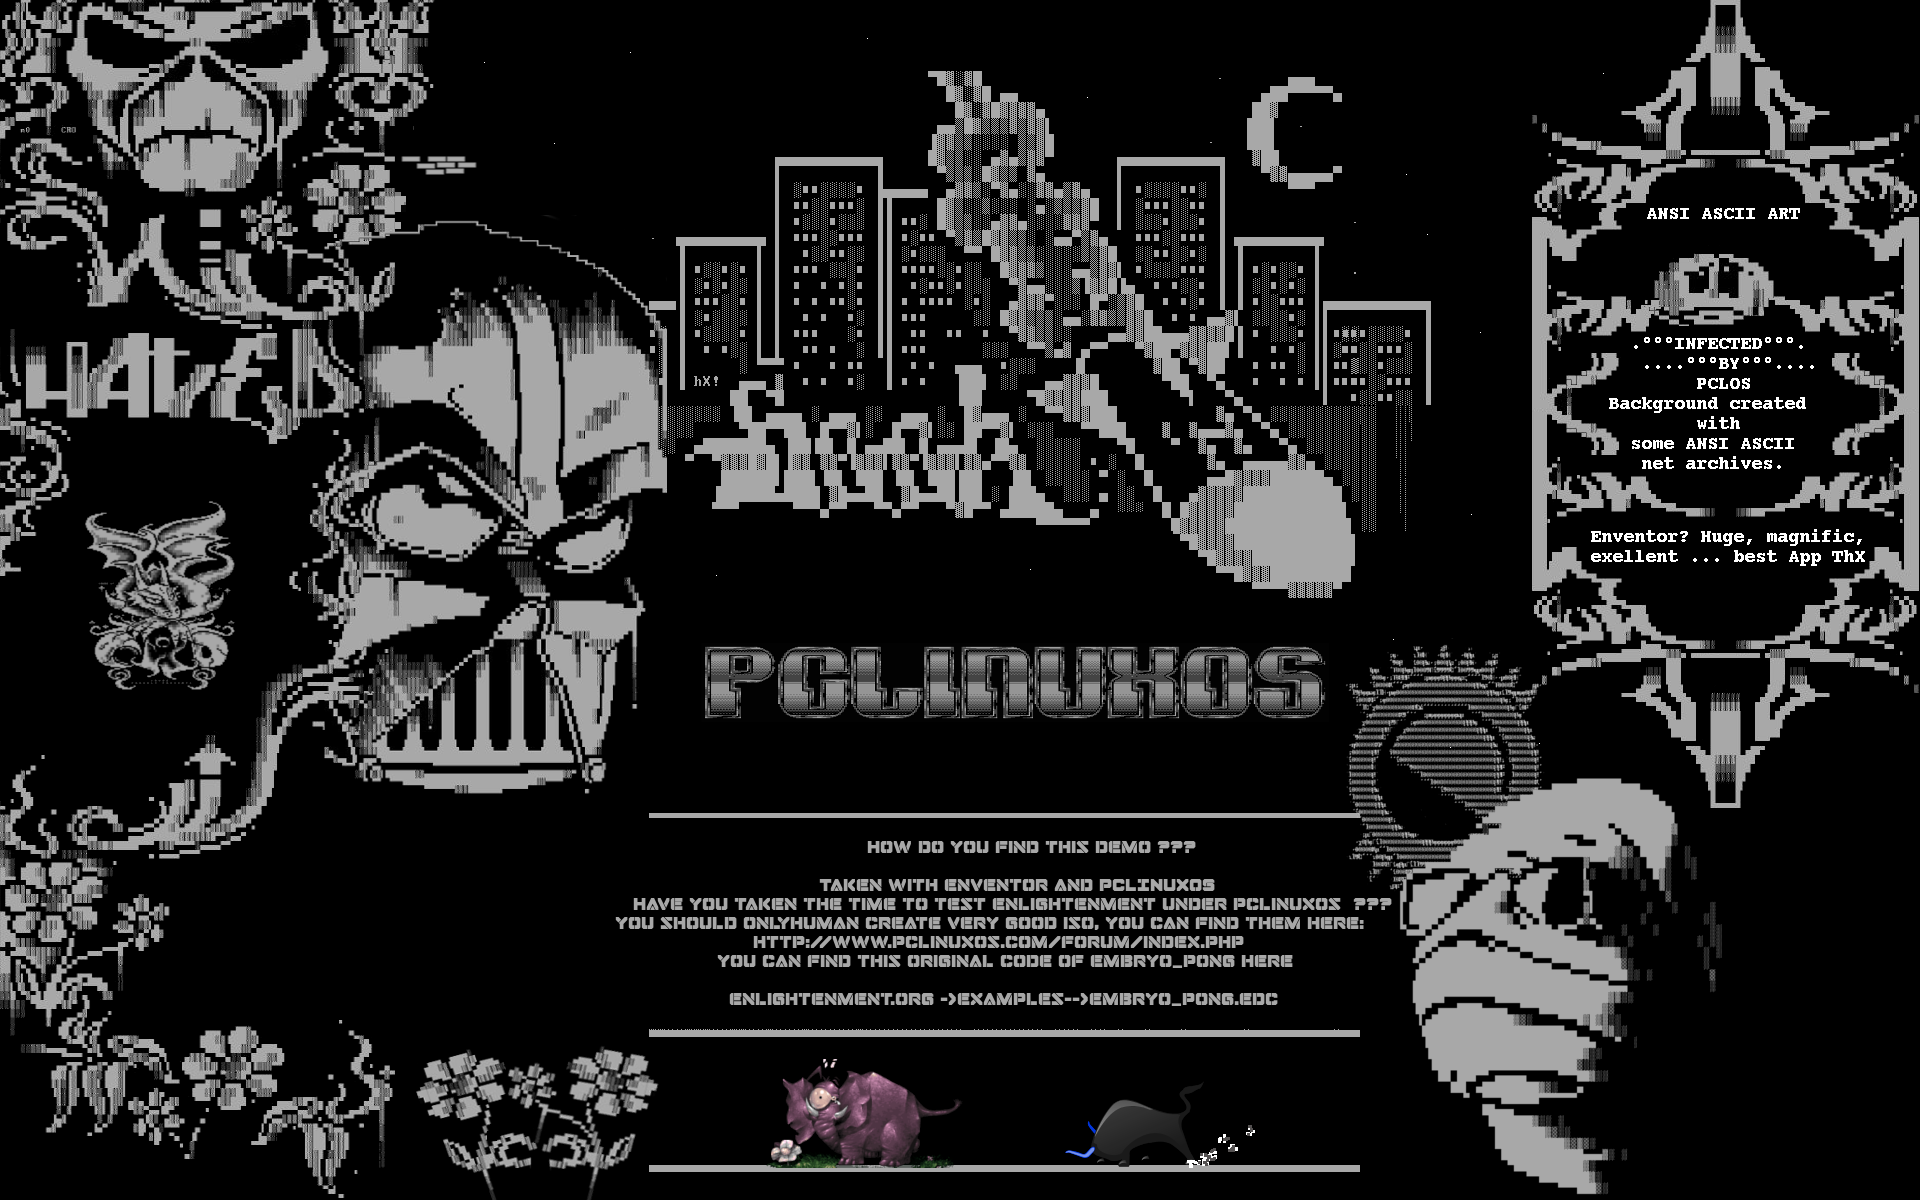 ANSI ASCII ART
.°°°INFECTED°°°.
....°°°BY°°°....
PCLOS
Background created
with
some ANSI ASCII
net archives.
Enventor? Huge, magnific,
exellent ... best App ThX
hX!
PCLINUXOS
HOW DO YOU FIND THIS DEMO ???
TAKEN WITH ENVENTOR AND PCLINUXOS
HAVE YOU TAKEN THE TIME TO TEST ENLIGHTENMENT UNDER PCLINUXOS ???
YOU SHOULD ONLYHUMAN CREATE VERY GOOD ISO, YOU CAN FIND THEM HERE:
HTTP://WWW.PCLINUXOS.COM/FORUM/INDEX.PHP
YOU CAN FIND THIS ORIGINAL CODE OF EMBRYO_PONG HERE
ENLIGHTENMENT.ORG ->EXAMPLES-->EMBRYO_PONG.EDC